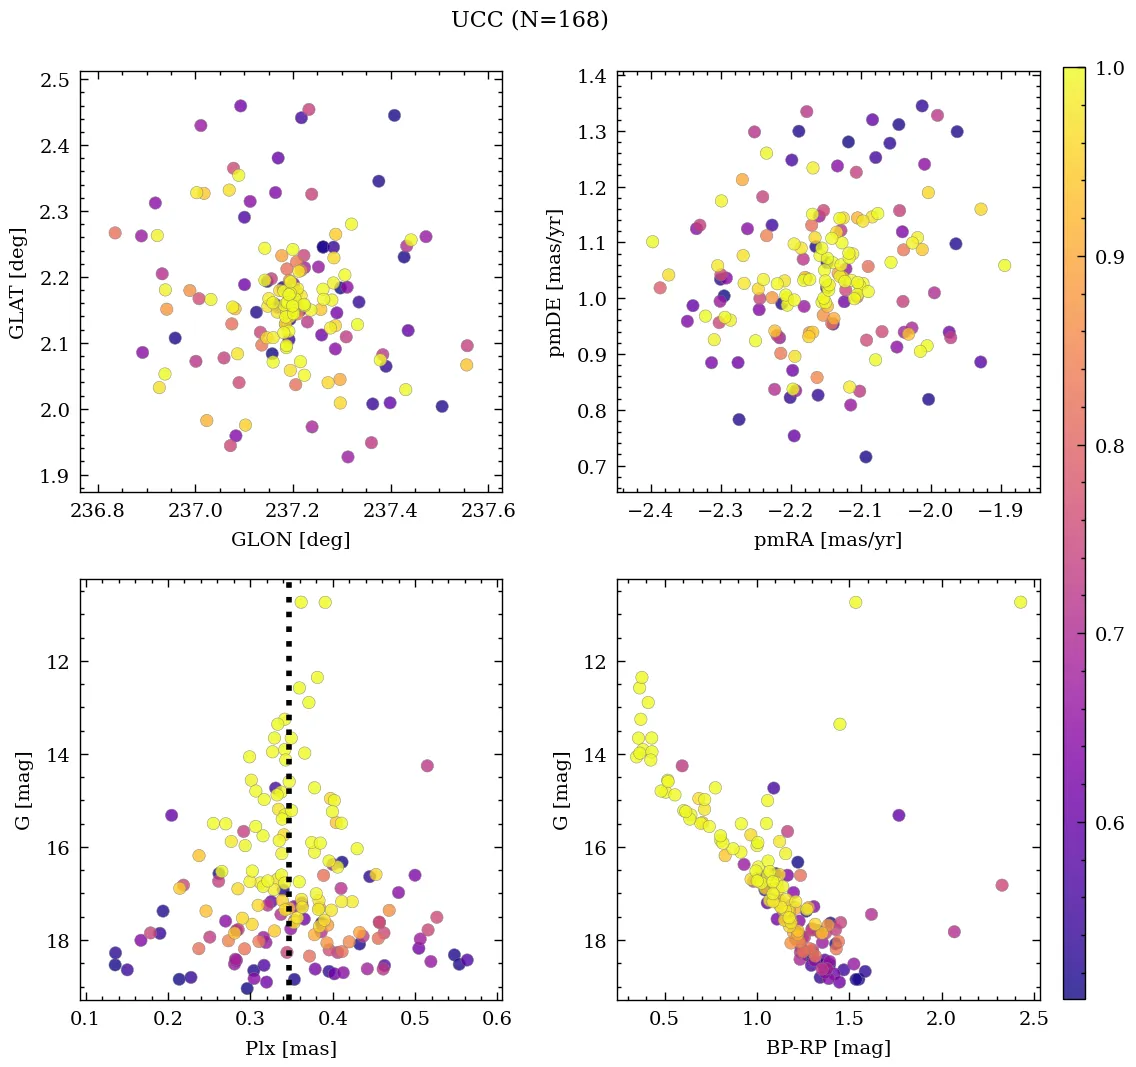 UCC (N=168)
2.5
2.4
2.3
2.2
2.1
2.0
1.9
GLAT [deg]
236.8 237.0 237.2 237.4 237.6
GLON [deg]
1.4
1.3
1.2
1.1
1.0
0.9
0.8
0.7
pmDE [mas/yr]
−2.4 −2.3 −2.2 −2.1 −2.0 −1.9
pmRA [mas/yr]
1.0
0.9
0.8
0.7
0.6
12
14
16
18
G [mag]
0.1 0.2 0.3 0.4 0.5 0.6
Plx [mas]
12
14
16
18
G [mag]
0.5 1.0 1.5 2.0 2.5
BP-RP [mag]